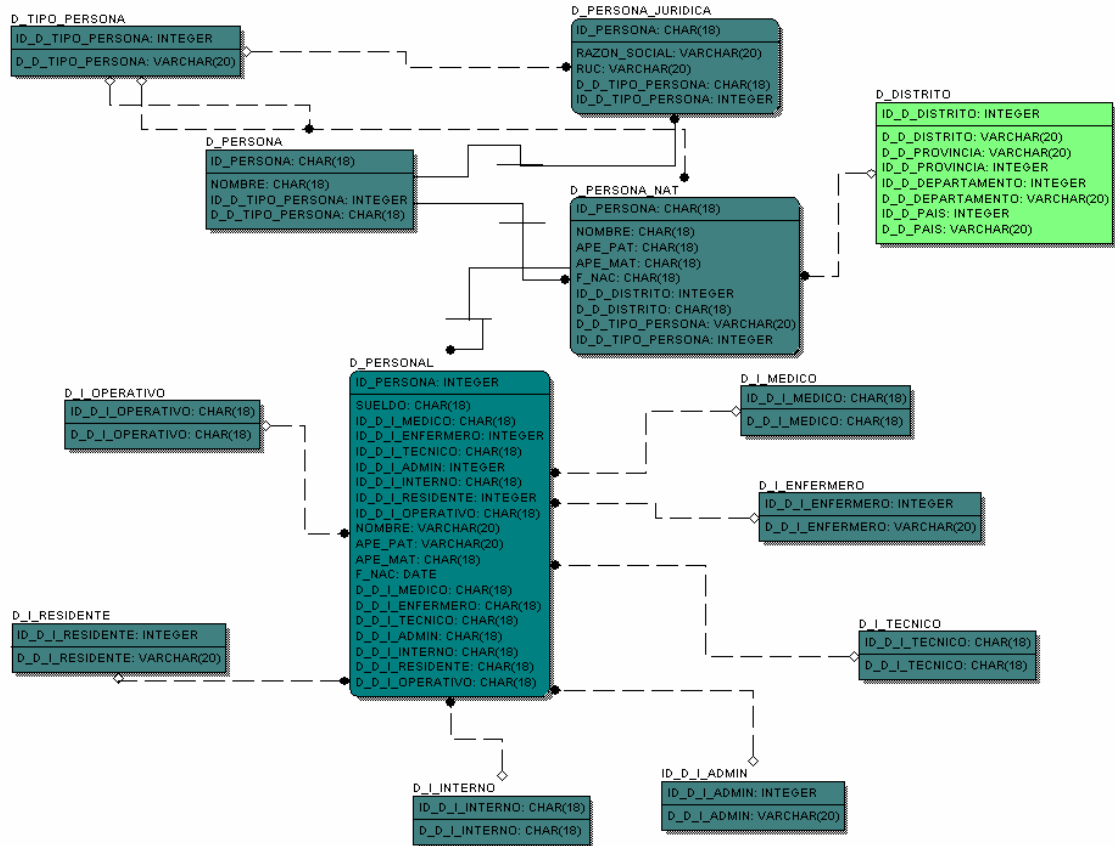 D_TIPO_PERSONA
ID_D_TIPO_PERSONA: INTEGER
D_D_TIPO_PERSONA: VARCHAR(20)
D_PERSONA_JURIDICA
ID_PERSONA: CHAR(18)
RAZON_SOCIAL: VARCHAR(20)
RUC: VARCHAR(20)
D_D_TIPO_PERSONA: CHAR(18)
ID_D_TIPO_PERSONA: INTEGER
D_DISTRITO
ID_D_DISTRITO: INTEGER
D_D_DISTRITO: VARCHAR(20)
D_D_PROVINCIA: VARCHAR(20)
ID_D_PROVINCIA: INTEGER
ID_D_DEPARTAMENTO: INTEGER
D_D_DEPARTAMENTO: VARCHAR(20)
ID_D_PAIS: INTEGER
D_D_PAIS: VARCHAR(20)
D_PERSONA
ID_PERSONA: CHAR(18)
NOMBRE: CHAR(18)
ID_D_TIPO_PERSONA: INTEGER
D_D_TIPO_PERSONA: CHAR(18)
D_PERSONA_NAT
ID_PERSONA: CHAR(18)
NOMBRE: CHAR(18)
APE_PAT: CHAR(18)
APE_MAT: CHAR(18)
F_NAC: CHAR(18)
ID_D_DISTRITO: INTEGER
D_D_DISTRITO: CHAR(18)
D_D_TIPO_PERSONA: VARCHAR(20)
ID_D_TIPO_PERSONA: INTEGER
D_PERSONAL
ID_PERSONA: INTEGER
SUELDO: CHAR(18)
ID_D_I_MEDICO: CHAR(18)
ID_D_I_ENFERMERO: INTEGER
ID_D_I_TECNICO: CHAR(18)
ID_D_I_ADMIN: INTEGER
ID_D_I_INTERNO: CHAR(18)
ID_D_I_RESIDENTE: INTEGER
ID_D_I_OPERATIVO: CHAR(18)
NOMBRE: VARCHAR(20)
APE_PAT: VARCHAR(20)
APE_MAT: CHAR(18)
F_NAC: DATE
D_D_I_MEDICO: CHAR(18)
D_D_I_ENFERMERO: CHAR(18)
D_D_I_TECNICO: CHAR(18)
D_D_I_ADMIN: CHAR(18)
D_D_I_INTERNO: CHAR(18)
D_D_I_RESIDENTE: CHAR(18)
D_D_I_OPERATIVO: CHAR(18)
D_I_OPERATIVO
ID_D_I_OPERATIVO: CHAR(18)
D_D_I_OPERATIVO: CHAR(18)
D_I_MEDICO
ID_D_I_MEDICO: CHAR(18)
D_D_I_MEDICO: CHAR(18)
D_I_ENFERMERO
ID_D_I_ENFERMERO: INTEGER
D_D_I_ENFERMERO: VARCHAR(20)
D_I_RESIDENTE
ID_D_I_RESIDENTE: INTEGER
D_D_I_RESIDENTE: VARCHAR(20)
D_I_TECNICO
ID_D_I_TECNICO: CHAR(18)
D_D_I_TECNICO: CHAR(18)
D_I_INTERNO
ID_D_I_INTERNO: CHAR(18)
D_D_I_INTERNO: CHAR(18)
ID_D_I_ADMIN
ID_D_I_ADMIN: INTEGER
D_D_I_ADMIN: VARCHAR(20)